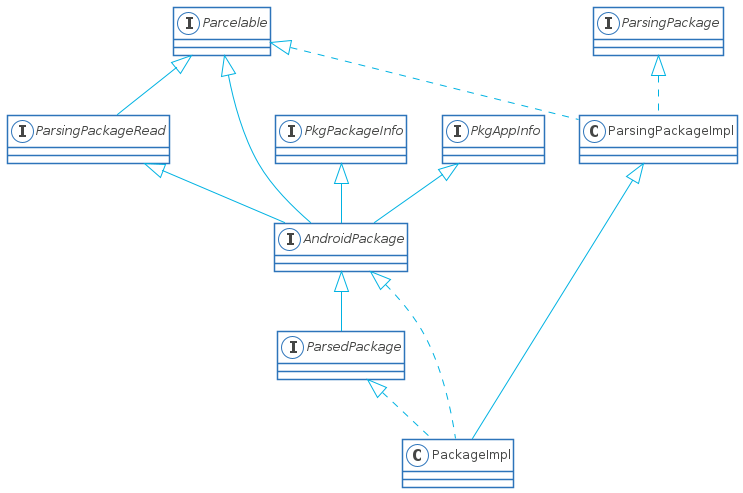 I Parcelable
I ParsingPackage
I ParsingPackageRead
I PkgPackageInfo
I PkgAppInfo
C ParsingPackageImpl
I AndroidPackage
I ParsedPackage
C PackageImpl